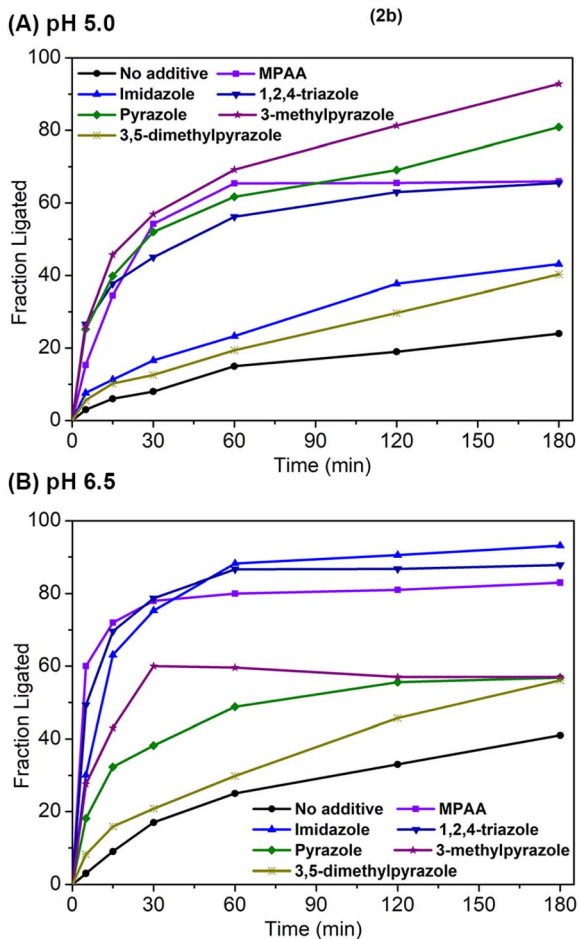 (A) pH 5.0
(2b)
100
No additive MPAA
Imidazole 1,2,4-triazole
Pyrazole 3-methylpyrazole
3,5-dimethylpyrazole
80
60
40
20
0
Fraction Ligated
0 30 60 90 120 150 180
Time (min)
(B) pH 6.5
100
80
60
40
20
0
Fraction Ligated
No additive MPAA
Imidazole 1,2,4-triazole
Pyrazole 3-methylpyrazole
3,5-dimethylpyrazole
0 30 60 90 120 150 180
Time (min)